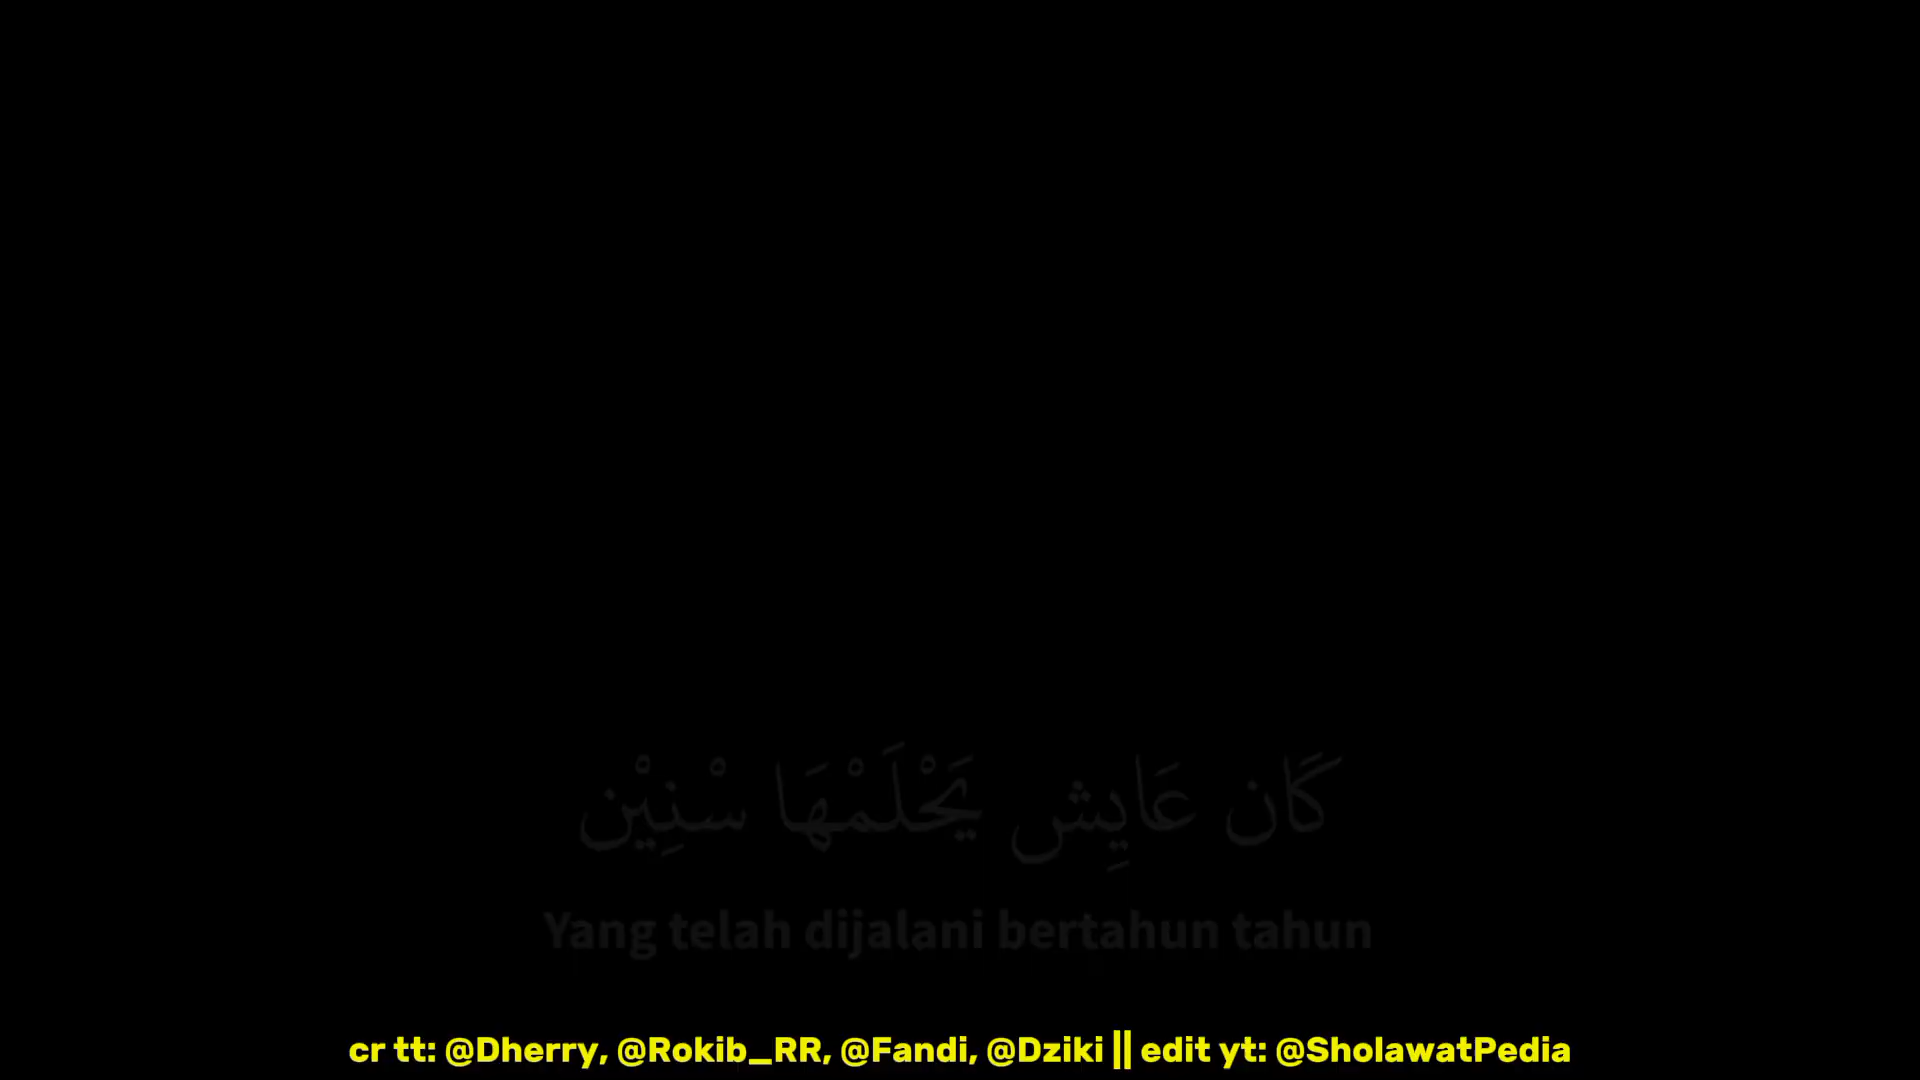 كَان عَايِش يَحْلَمْهَا سْنِيْن
Yang telah dijalani bertahun tahun
cr tt: @Dherry, @Rokib_RR, @Fandi, @Dziki || edit yt: @SholawatPedia